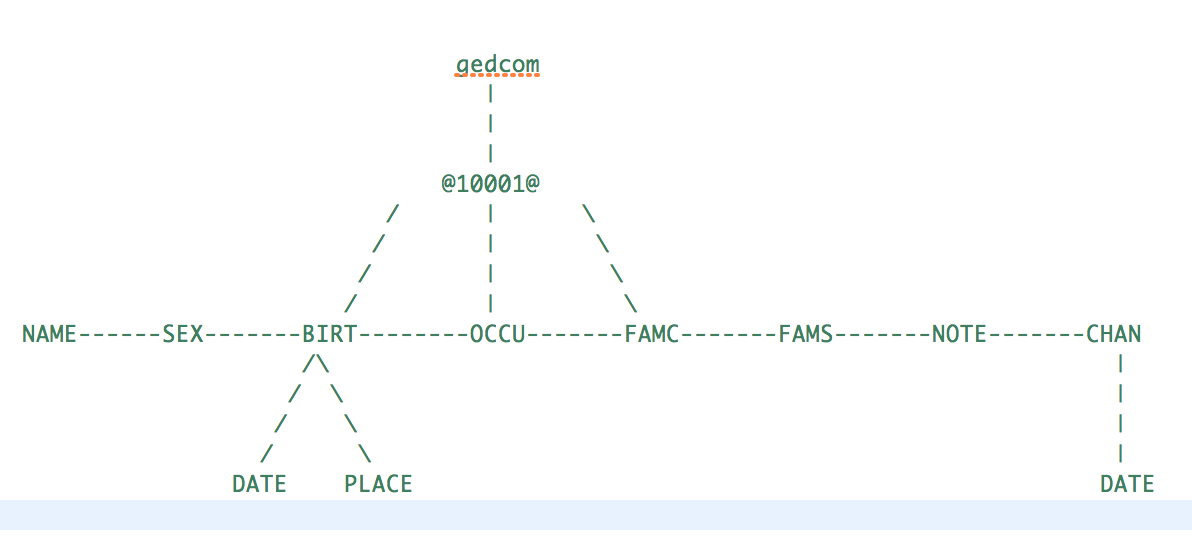 gedcom
|
|
|
@10001@
/ | \
/ | \
/ | \
/ | \
NAME------SEX-------BIRT--------OCCU-------FAMC-------FAMS-------NOTE-------CHAN
/\ |
/ \ |
/ \ |
/ \ |
DATE PLACE DATE